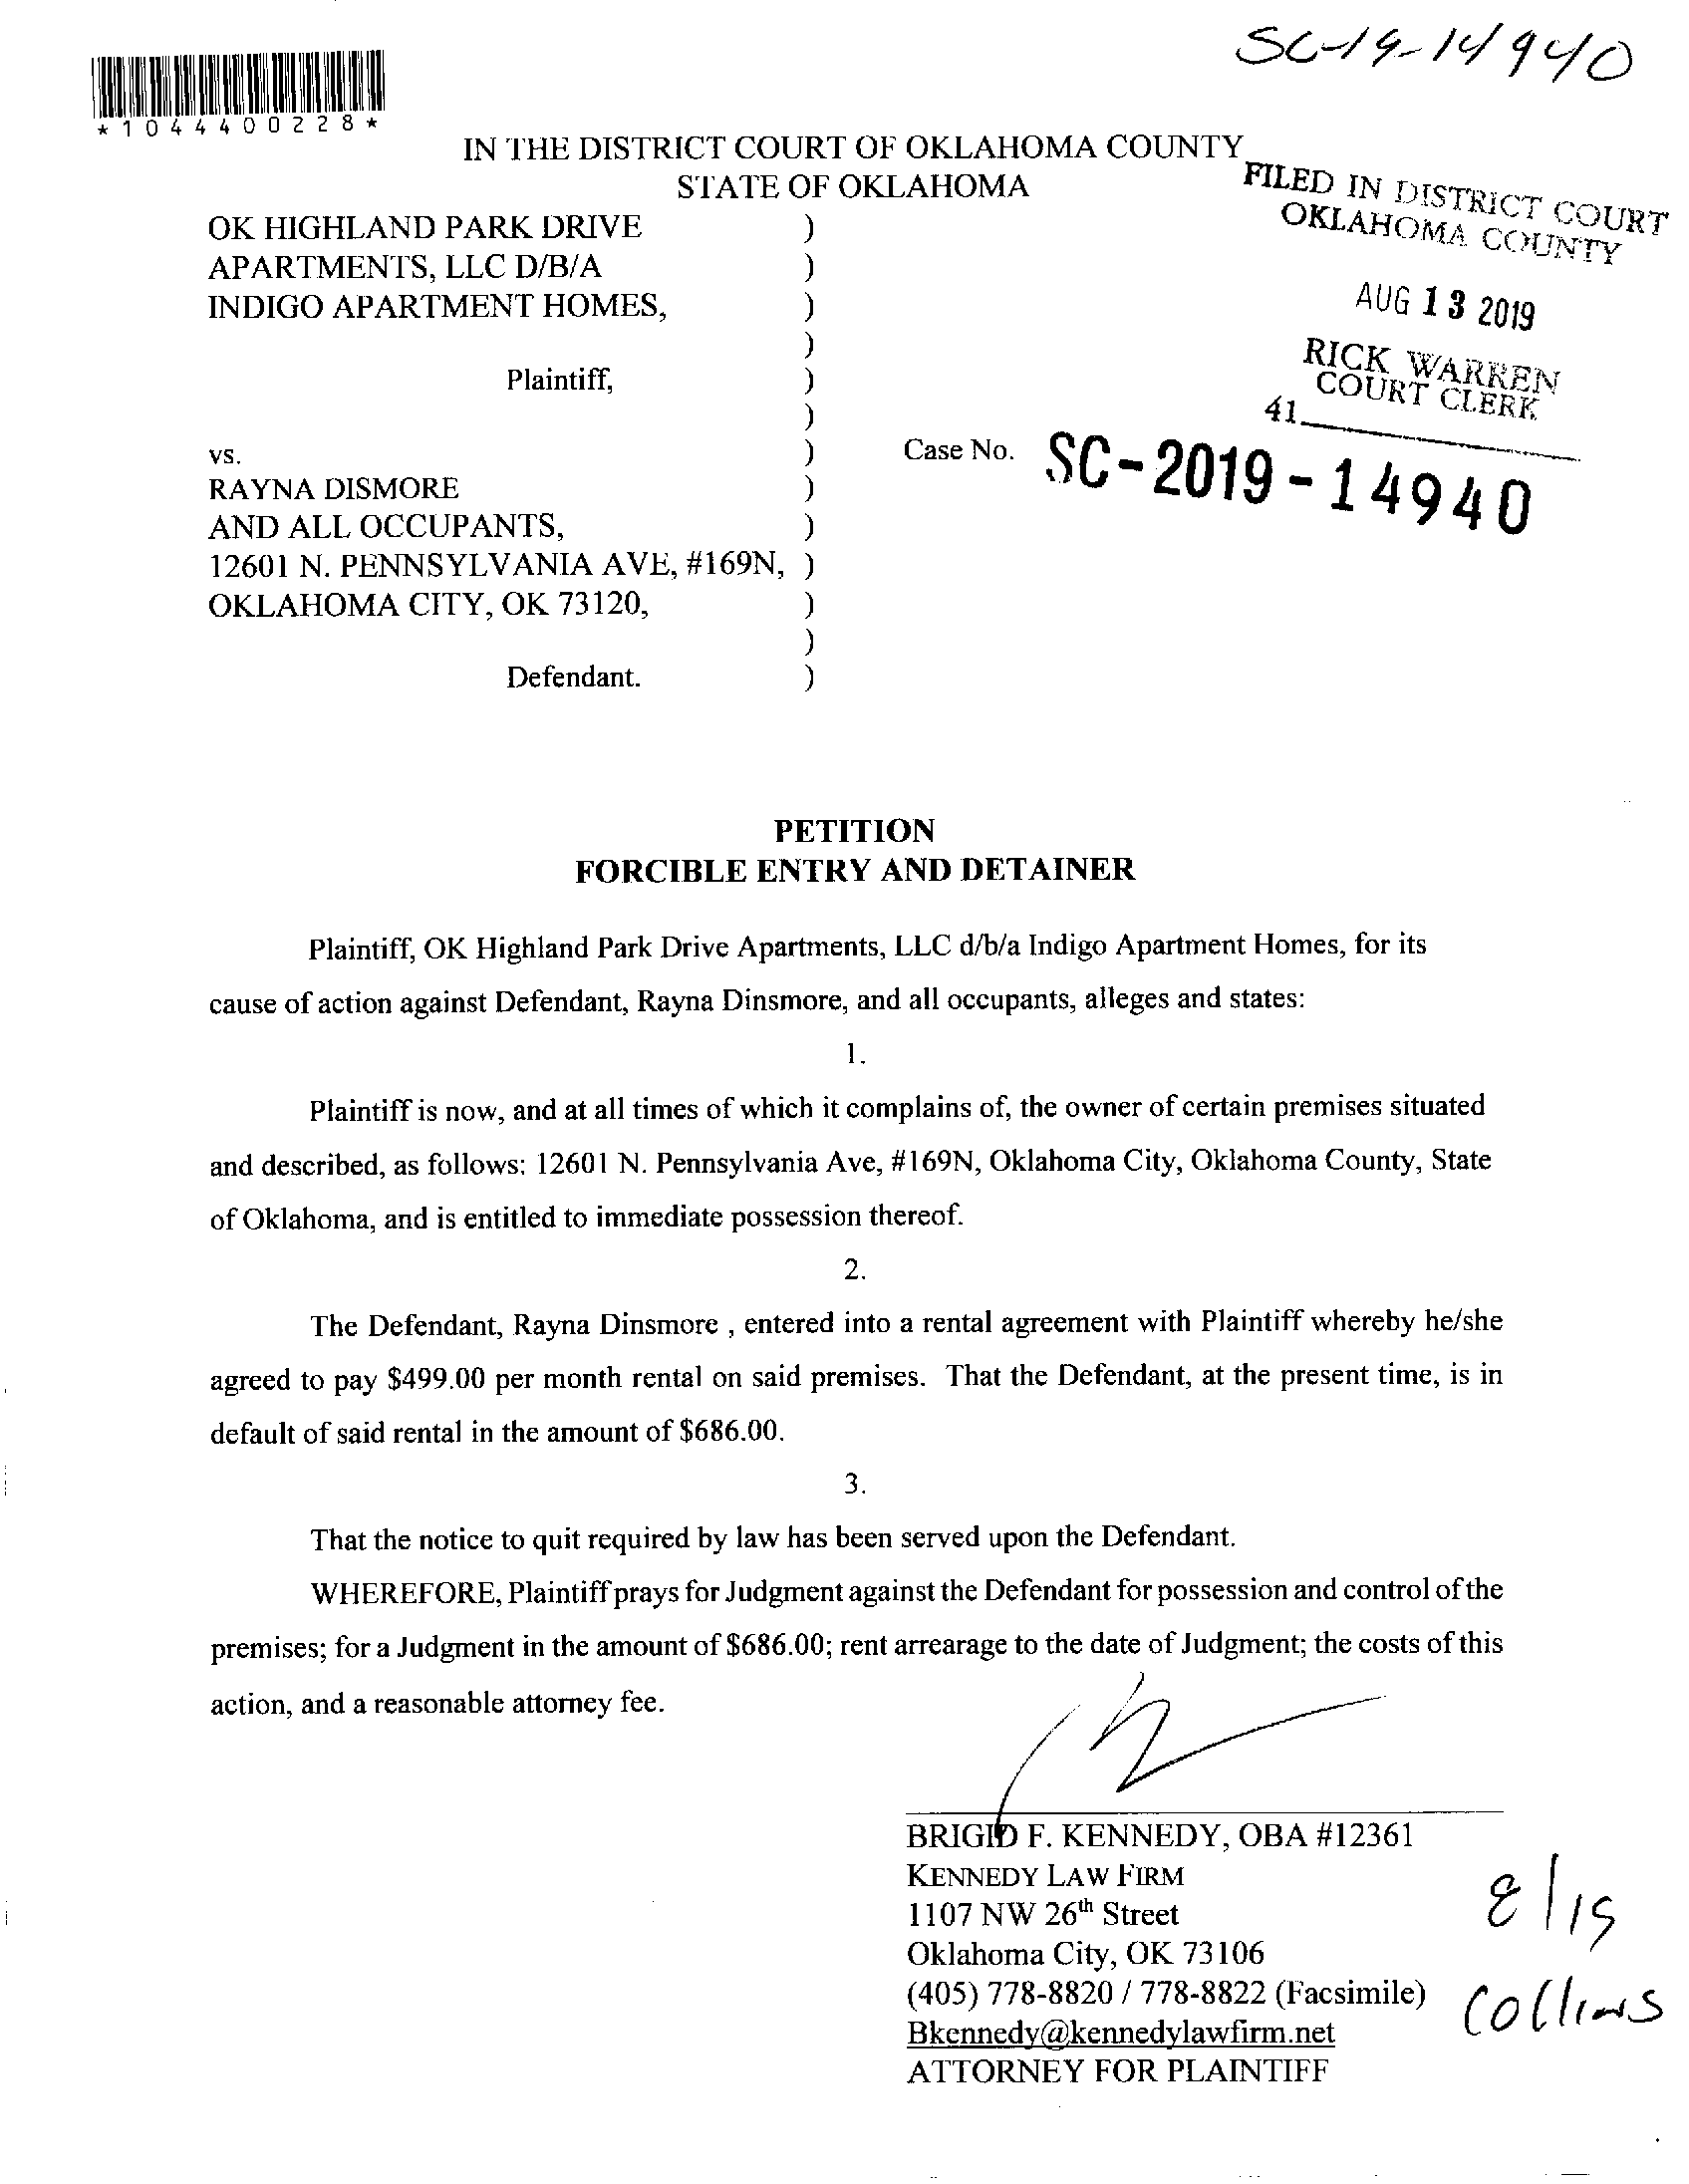 SC-19-14940
*1044400228*
IN THE DISTRICT COURT OF OKLAHOMA COUNTY
STATE OF OKLAHOMA
FILED IN DISTRICT COURT
OKLAHOMA COUNTY
AUG 13 2019
RICK WARREN
COURT CLERK
41
OK HIGHLAND PARK DRIVE )
APARTMENTS, LLC D/B/A )
INDIGO APARTMENT HOMES, )
)
Plaintiff, )
)
vs. ) Case No. SC-2019-14940
RAYNA DISMORE )
AND ALL OCCUPANTS, )
12601 N. PENNSYLVANIA AVE, #169N, )
OKLAHOMA CITY, OK 73120, )
)
Defendant. )
PETITION
FORCIBLE ENTRY AND DETAINER
Plaintiff, OK Highland Park Drive Apartments, LLC d/b/a Indigo Apartment Homes, for its
cause of action against Defendant, Rayna Dinsmore, and all occupants, alleges and states:
1.
Plaintiff is now, and at all times of which it complains of, the owner of certain premises situated
and described, as follows: 12601 N. Pennsylvania Ave, #169N, Oklahoma City, Oklahoma County, State
of Oklahoma, and is entitled to immediate possession thereof.
2.
The Defendant, Rayna Dinsmore , entered into a rental agreement with Plaintiff whereby he/she
agreed to pay $499.00 per month rental on said premises. That the Defendant, at the present time, is in
default of said rental in the amount of $686.00.
3.
That the notice to quit required by law has been served upon the Defendant.
WHEREFORE, Plaintiff prays for Judgment against the Defendant for possession and control of the
premises; for a Judgment in the amount of $686.00; rent arrearage to the date of Judgment; the costs of this
action, and a reasonable attorney fee.
BRIGID F. KENNEDY, OBA #12361
KENNEDY LAW FIRM
1107 NW 26th Street
Oklahoma City, OK 73106
(405) 778-8820 / 778-8822 (Facsimile)
Bkennedy@kennedylawfirm.net
ATTORNEY FOR PLAINTIFF
8/15
Collins